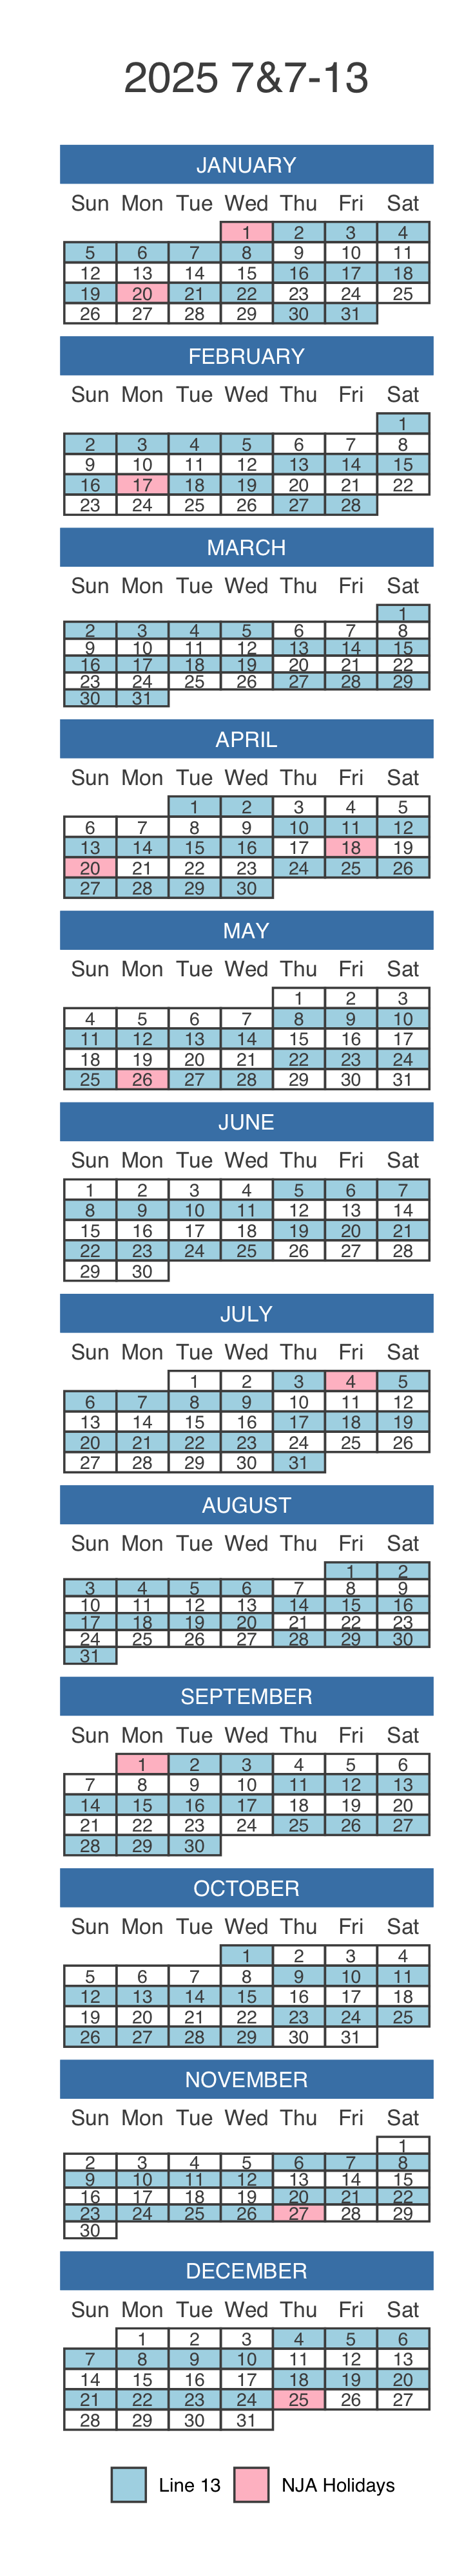 2025 7&7-13
JANUARY
Sun Mon Tue Wed Thu Fri Sat
1 2 3 4
5 6 7 8 9 10 11
12 13 14 15 16 17 18
19 20 21 22 23 24 25
26 27 28 29 30 31
FEBRUARY
Sun Mon Tue Wed Thu Fri Sat
1
2 3 4 5 6 7 8
9 10 11 12 13 14 15
16 17 18 19 20 21 22
23 24 25 26 27 28
MARCH
Sun Mon Tue Wed Thu Fri Sat
1
2 3 4 5 6 7 8
9 10 11 12 13 14 15
16 17 18 19 20 21 22
23 24 25 26 27 28 29
30 31
APRIL
Sun Mon Tue Wed Thu Fri Sat
1 2 3 4 5
6 7 8 9 10 11 12
13 14 15 16 17 18 19
20 21 22 23 24 25 26
27 28 29 30
MAY
Sun Mon Tue Wed Thu Fri Sat
1 2 3
4 5 6 7 8 9 10
11 12 13 14 15 16 17
18 19 20 21 22 23 24
25 26 27 28 29 30 31
JUNE
Sun Mon Tue Wed Thu Fri Sat
1 2 3 4 5 6 7
8 9 10 11 12 13 14
15 16 17 18 19 20 21
22 23 24 25 26 27 28
29 30
JULY
Sun Mon Tue Wed Thu Fri Sat
1 2 3 4 5
6 7 8 9 10 11 12
13 14 15 16 17 18 19
20 21 22 23 24 25 26
27 28 29 30 31
AUGUST
Sun Mon Tue Wed Thu Fri Sat
1 2
3 4 5 6 7 8 9
10 11 12 13 14 15 16
17 18 19 20 21 22 23
24 25 26 27 28 29 30
31
SEPTEMBER
Sun Mon Tue Wed Thu Fri Sat
1 2 3 4 5 6
7 8 9 10 11 12 13
14 15 16 17 18 19 20
21 22 23 24 25 26 27
28 29 30
OCTOBER
Sun Mon Tue Wed Thu Fri Sat
1 2 3 4
5 6 7 8 9 10 11
12 13 14 15 16 17 18
19 20 21 22 23 24 25
26 27 28 29 30 31
NOVEMBER
Sun Mon Tue Wed Thu Fri Sat
1
2 3 4 5 6 7 8
9 10 11 12 13 14 15
16 17 18 19 20 21 22
23 24 25 26 27 28 29
30
DECEMBER
Sun Mon Tue Wed Thu Fri Sat
1 2 3 4 5 6
7 8 9 10 11 12 13
14 15 16 17 18 19 20
21 22 23 24 25 26 27
28 29 30 31
Line 13 NJA Holidays